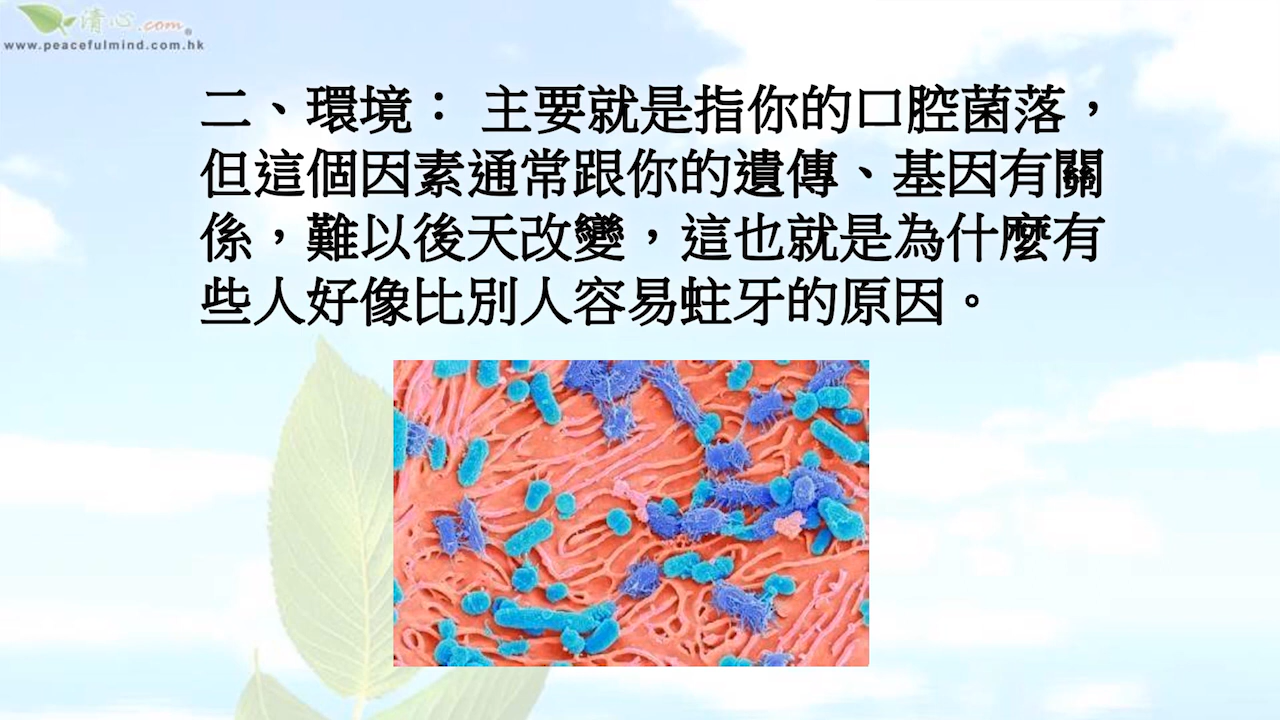 清心.com
www.peacefulmind.com.hk
二、環境： 主要就是指你的口腔菌落，
但這個因素通常跟你的遺傳、基因有關
係，難以後天改變，這也就是為什麼有
些人好像比別人容易蛀牙的原因。